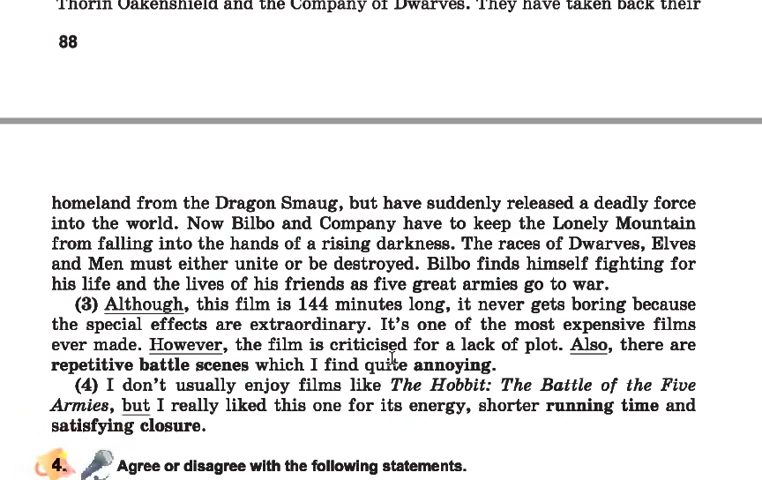 Thorin Oakenshield and the Company of Dwarves. They have taken back their
88
homeland from the Dragon Smaug, but have suddenly released a deadly force
into the world. Now Bilbo and Company have to keep the Lonely Mountain
from falling into the hands of a rising darkness. The races of Dwarves, Elves
and Men must either unite or be destroyed. Bilbo finds himself fighting for
his life and the lives of his friends as five great armies go to war.
(3) Although, this film is 144 minutes long, it never gets boring because
the special effects are extraordinary. It's one of the most expensive films
ever made. However, the film is criticised for a lack of plot. Also, there are
repetitive battle scenes which I find quite annoying.
(4) I don't usually enjoy films like The Hobbit: The Battle of the Five
Armies, but I really liked this one for its energy, shorter running time and
satisfying closure.
4. Agree or disagree with the following statements.